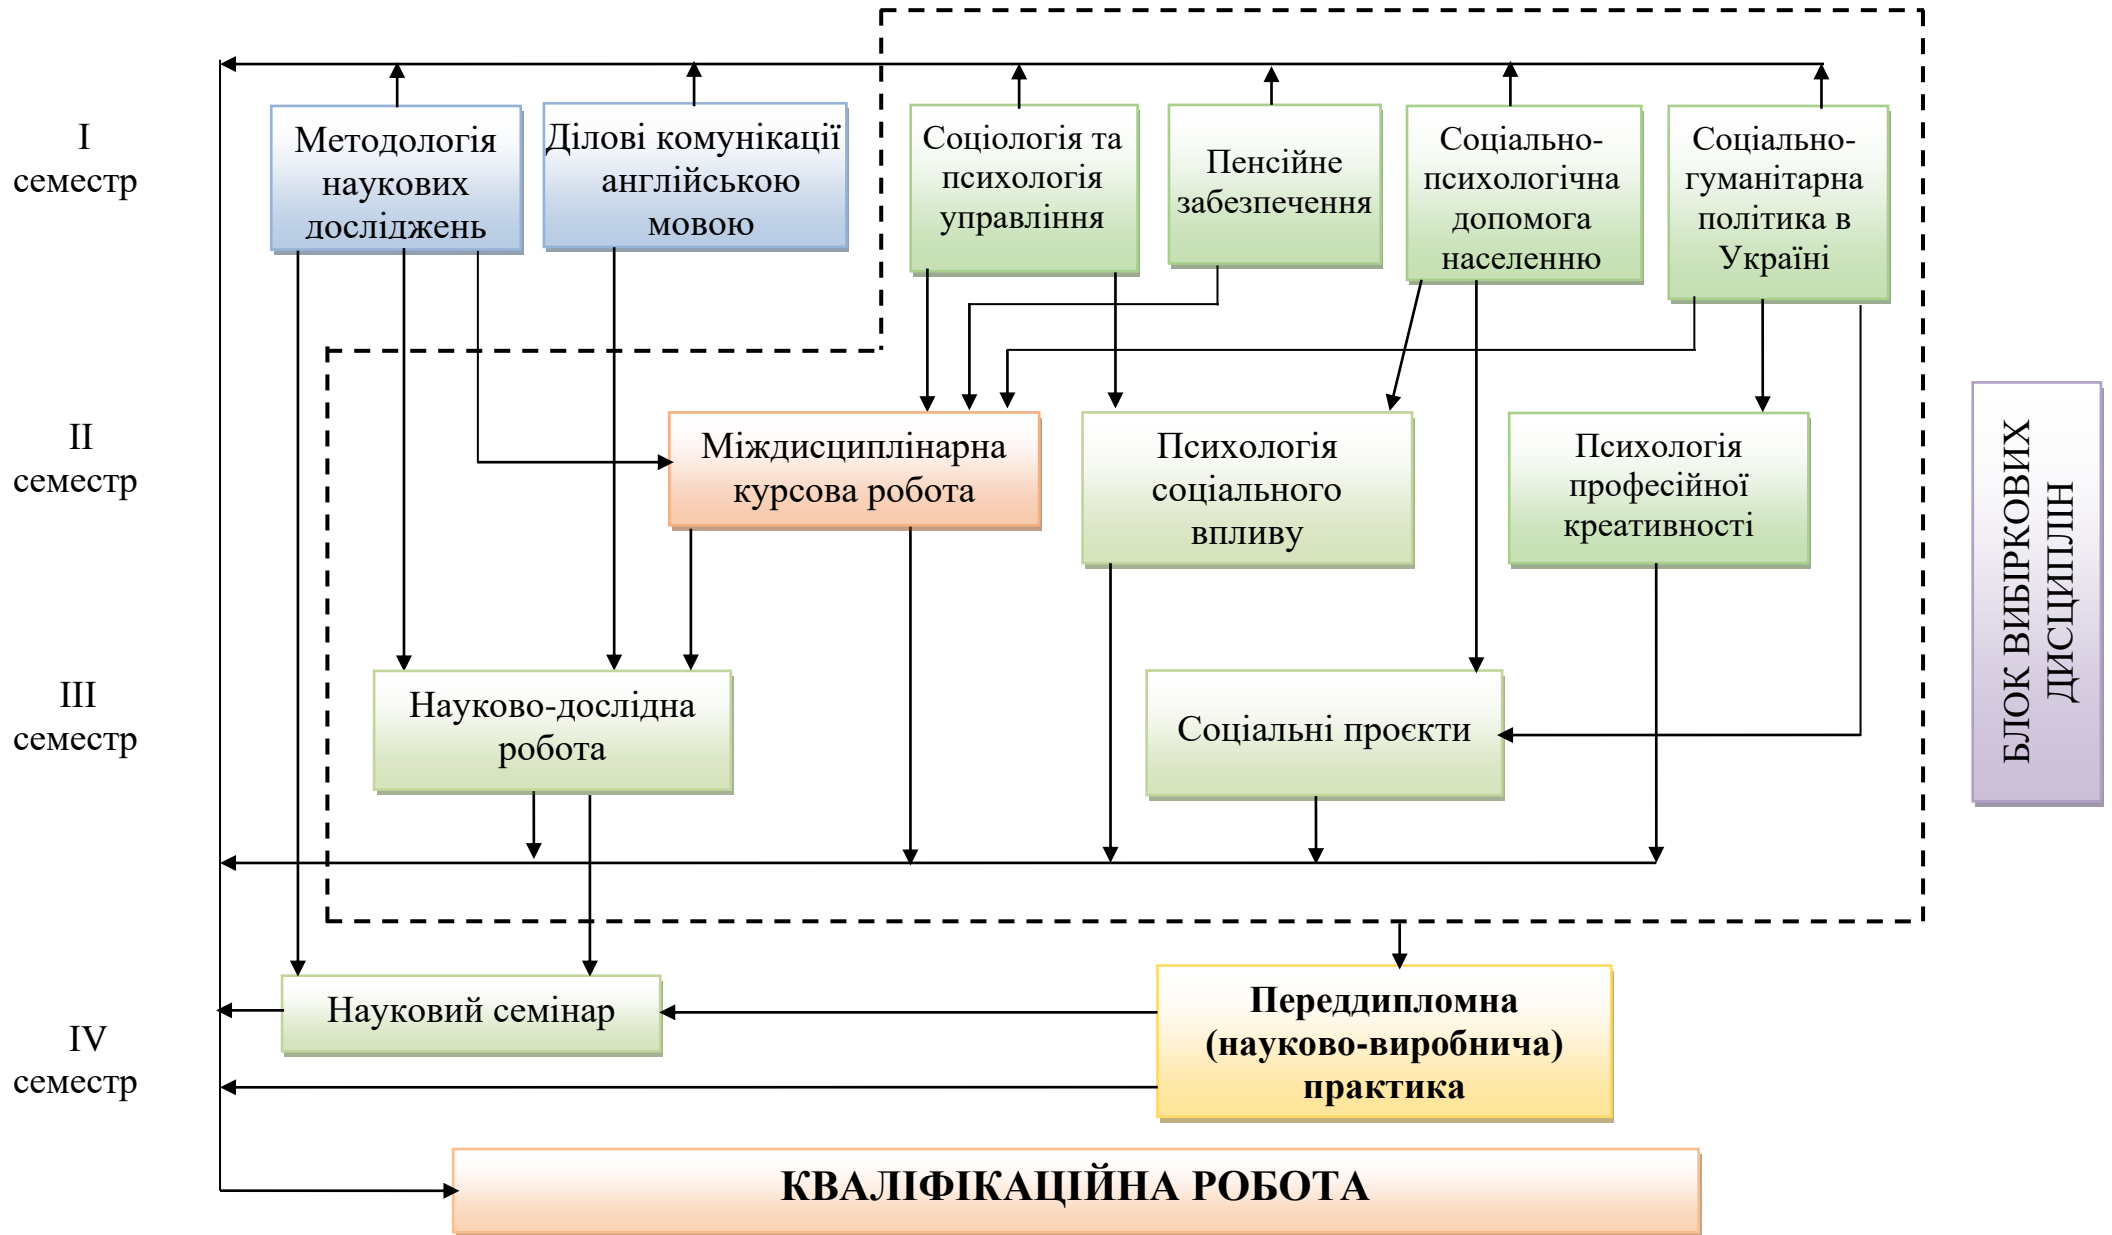 I
семестр
Методологія
наукових
досліджень
Ділові комунікації
англійською
мовою
Соціологія та
психологія
управління
Пенсійне
забезпечення
Соціально-
психологічна
допомога
населенню
Соціально-
гуманітарна
політика в
Україні
II
семестр
Міждисциплінарна
курсова робота
Психологія
соціального
впливу
Психологія
професійної
креативності
БЛОК ВИБІРКОВИХ
ДИСЦИПЛІН
III
семестр
Науково-дослідна
робота
Соціальні проєкти
IV
семестр
Науковий семінар
Переддипломна
(науково-виробнича)
практика
КВАЛІФІКАЦІЙНА РОБОТА